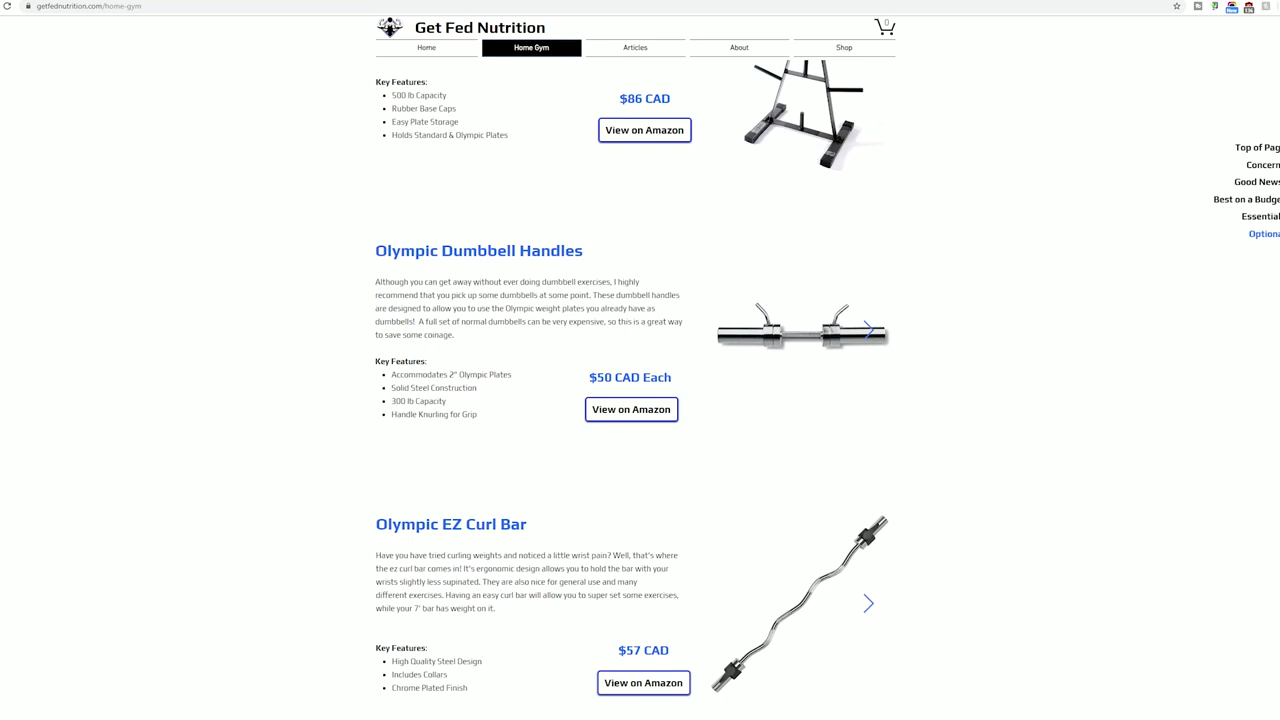 getfednutrition.com/home-gym
Get Fed Nutrition
0
Home
Home Gym
Articles
About
Shop
Key Features:
500 lb Capacity
Rubber Base Caps
Easy Plate Storage
Holds Standard & Olympic Plates
$86 CAD
View on Amazon
Top of Pag
Concern
Good News
Best on a Budge
Essential
Optiona
Olympic Dumbbell Handles
Although you can get away without ever doing dumbbell exercises, I highly
recommend that you pick up some dumbbells at some point. These dumbbell handles
are designed to allow you to use the Olympic weight plates you already have as
dumbbells! A full set of normal dumbbells can be very expensive, so this is a great way
to save some coinage.
Key Features:
Accommodates 2" Olympic Plates
Solid Steel Construction
300 lb Capacity
Handle Knurling for Grip
$50 CAD Each
View on Amazon
Olympic EZ Curl Bar
Have you have tried curling weights and noticed a little wrist pain? Well, that's where
the ez curl bar comes in! It's ergonomic design allows you to hold the bar with your
wrists slightly less supinated. They are also nice for general use and many
different exercises. Having an easy curl bar will allow you to super set some exercises,
while your 7' bar has weight on it.
Key Features:
High Quality Steel Design
Includes Collars
Chrome Plated Finish
$57 CAD
View on Amazon